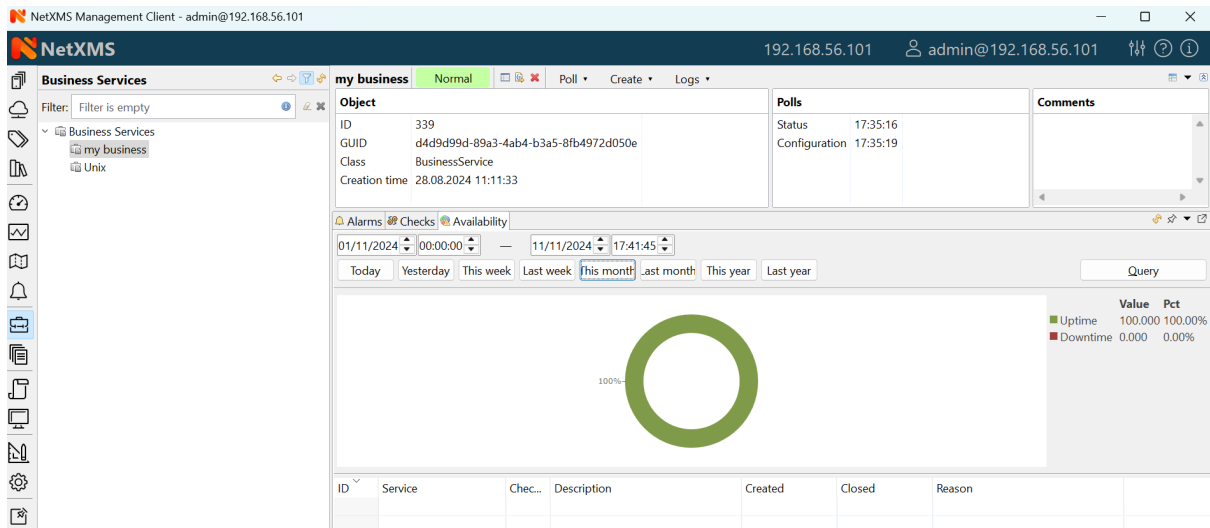 NetXMS Management Client - admin@192.168.56.101
NetXMS 192.168.56.101 admin@192.168.56.101
Business Services
Filter: Filter is empty
Business Services
my business
Unix
my business Normal Poll Create Logs
Object
ID 339
GUID d4d9d99d-89a3-4ab4-b3a5-8fb4972d050e
Class BusinessService
Creation time 28.08.2024 11:11:33
Polls
Status 17:35:16
Configuration 17:35:19
Comments
Alarms Checks Availability
01/11/2024 00:00:00 — 11/11/2024 17:41:45
Today Yesterday This week Last week This month Last month This year Last year Query
100%
Value Pct
Uptime 100.000 100.00%
Downtime 0.000 0.00%
ID Service Chec... Description Created Closed Reason